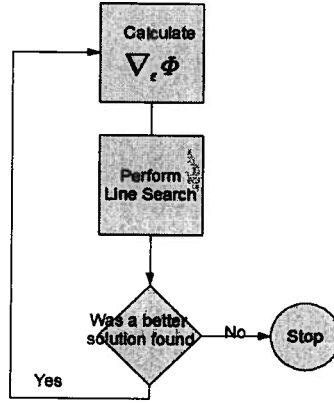 Calculate
∇ε Φ
Perform
Line Search
Was a better
solution found
No
Stop
Yes